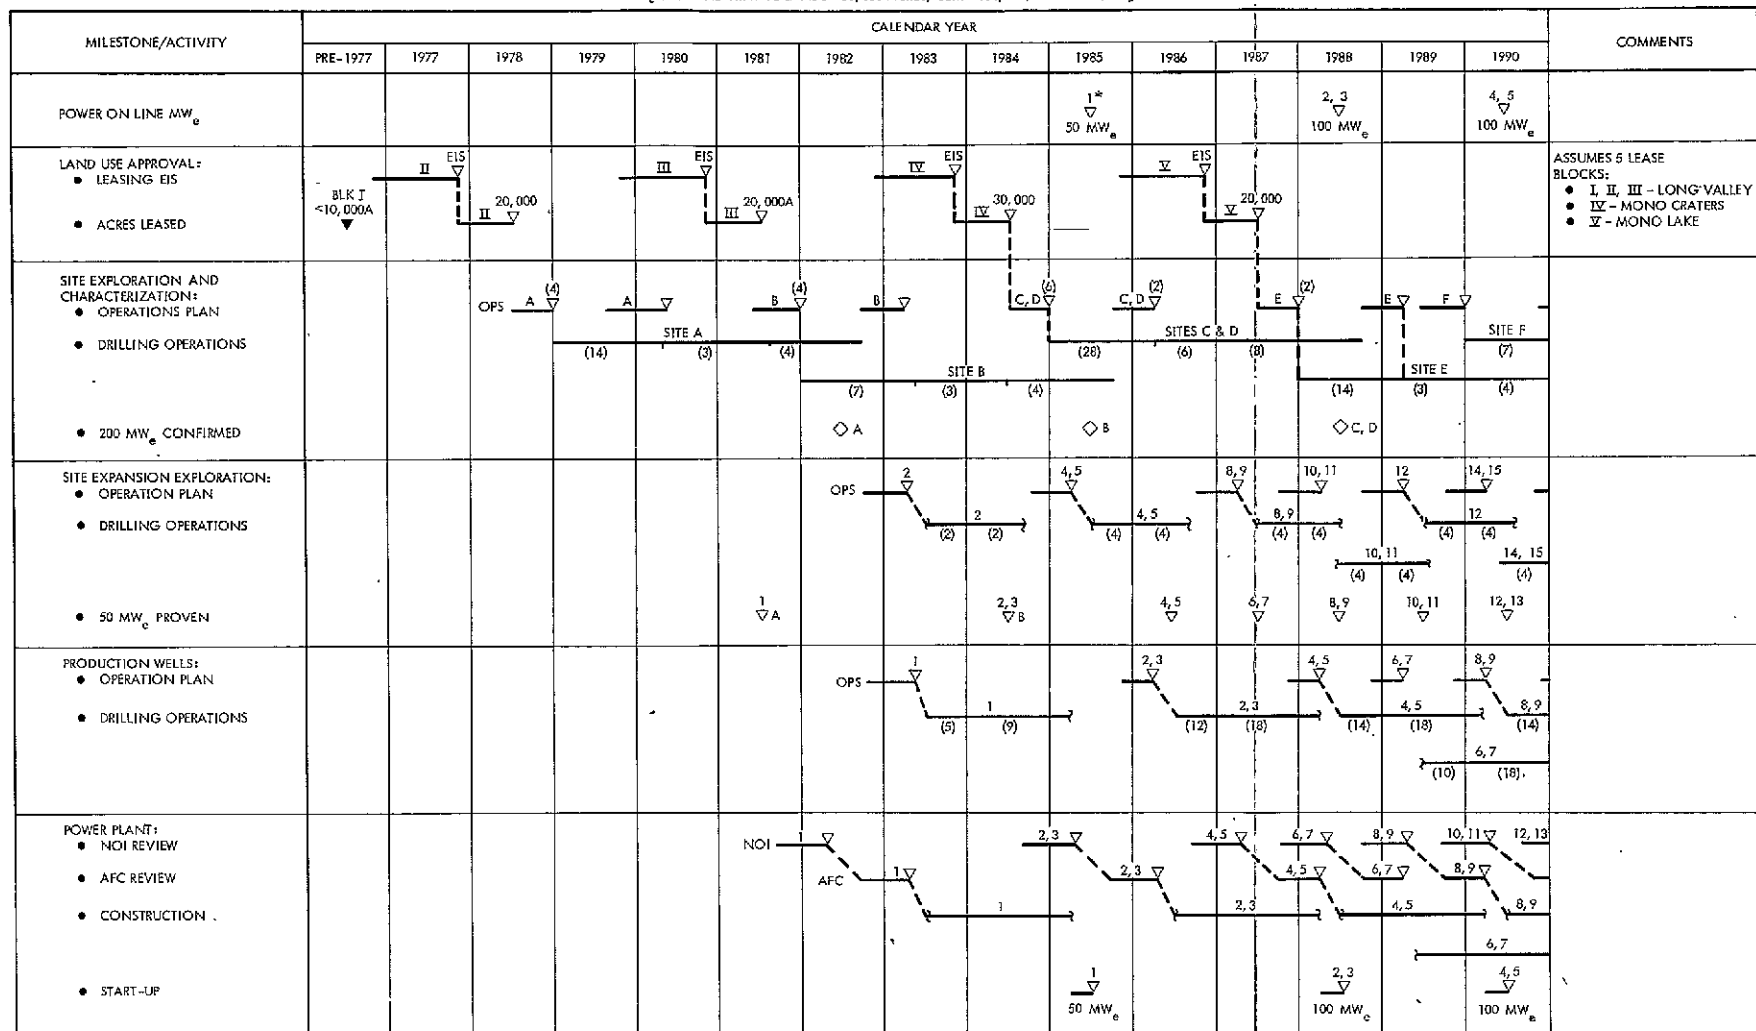 MILESTONE/ACTIVITY
CALENDAR YEAR
COMMENTS
PRE-1977 1977 1978 1979 1980 1981 1982 1983 1984 1985 1986 1987 1988 1989 1990
POWER ON LINE MWe
1* 2, 3 4, 5
50 MWe 100 MWe 100 MWe
LAND USE APPROVAL:
• LEASING EIS
II EIS III EIS IV EIS V EIS
• ACRES LEASED
BLK I
<10,000A
II 20,000 III 20,000A IV 30,000 V 20,000
ASSUMES 5 LEASE
BLOCKS:
• I, II, III - LONG VALLEY
• IV - MONO CRATERS
• V - MONO LAKE
SITE EXPLORATION AND
CHARACTERIZATION:
• OPERATIONS PLAN
OPS A (4) A B (4) B C, D (6) C, D (2) E (2) E F
• DRILLING OPERATIONS
SITE A SITES C & D SITE F
(14) (3) (4) (28) (6) (8) (7)
SITE B SITE E
(7) (3) (4) (14) (3) (4)
• 200 MWe CONFIRMED
A B C, D
SITE EXPANSION EXPLORATION:
• OPERATION PLAN
OPS 2 4, 5 8, 9 10, 11 12 14, 15
• DRILLING OPERATIONS
2 4, 5 8, 9 12
(2) (2) (4) (4) (4) (4) (4) (4)
10, 11 14, 15
(4) (4) (4)
• 50 MWe PROVEN
1 2, 3 4, 5 6, 7 8, 9 10, 11 12, 13
A B
PRODUCTION WELLS:
• OPERATION PLAN
OPS 1 2, 3 4, 5 6, 7 8, 9
• DRILLING OPERATIONS
1 2, 3 4, 5 8, 9
(5) (9) (12) (18) (14) (18) (14)
6, 7
(10) (18)
POWER PLANT:
• NOI REVIEW
NOI 1 2, 3 4, 5 6, 7 8, 9 10, 11 12, 13
• AFC REVIEW
AFC 1 2, 3 4, 5 6, 7 8, 9
• CONSTRUCTION
1 2, 3 4, 5 8, 9
6, 7
• START-UP
1 2, 3 4, 5
50 MWe 100 MWe 100 MWe